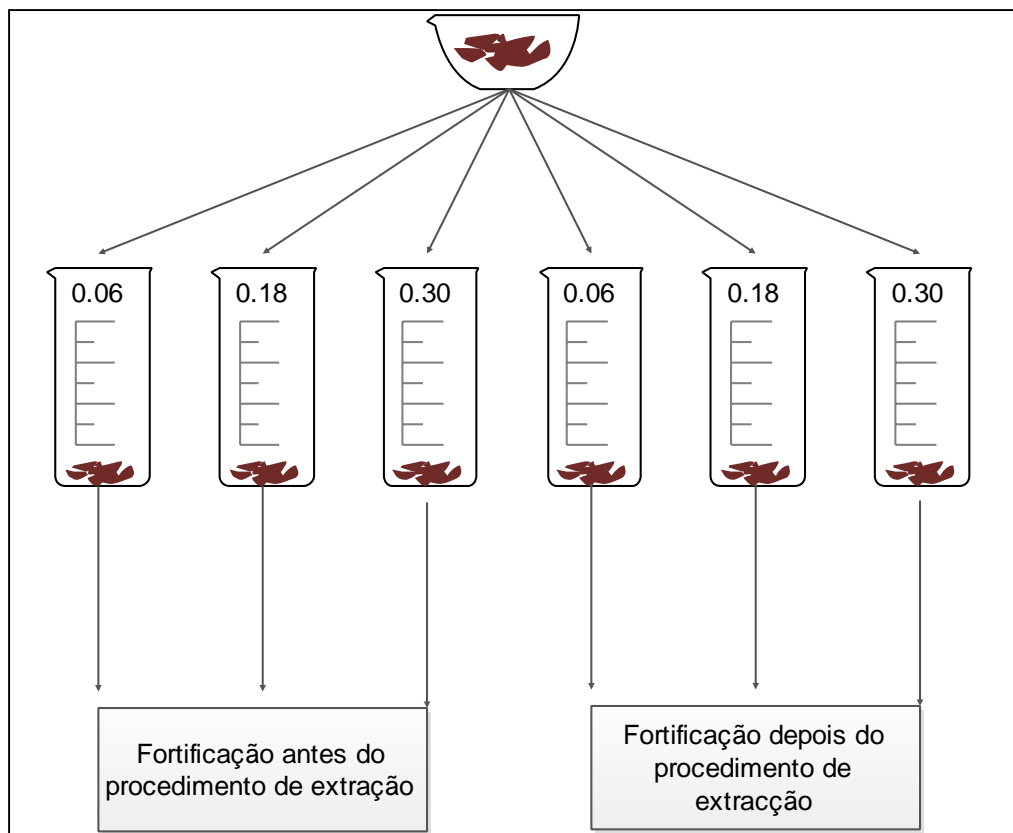 0.06
0.18
0.30
0.06
0.18
0.30
Fortificação antes do
procedimento de extração
Fortificação depois do
procedimento de
extracção